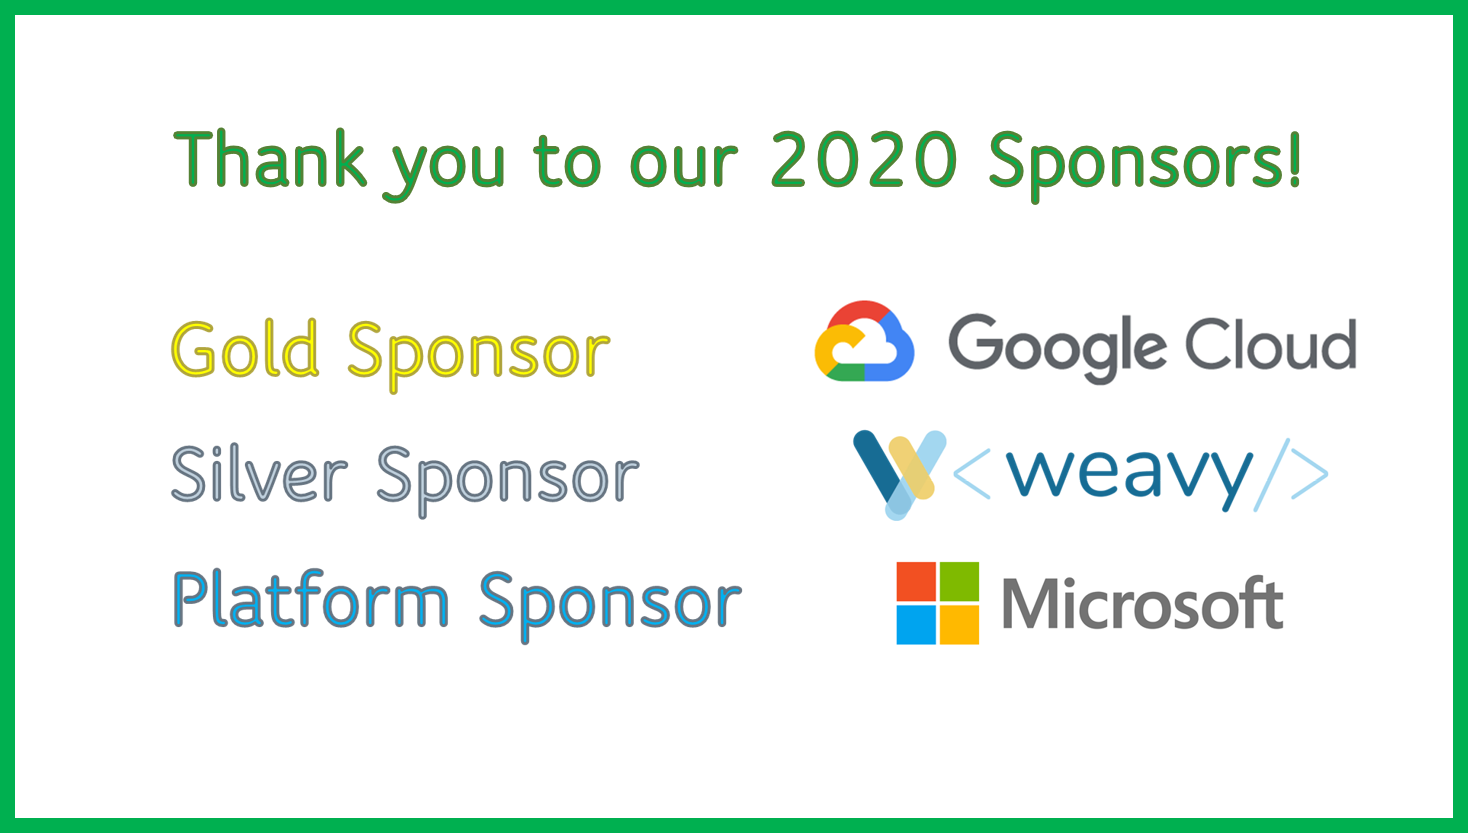 Thank you to our 2020 Sponsors!
Gold Sponsor Google Cloud
Silver Sponsor <weavy/>
Platform Sponsor Microsoft